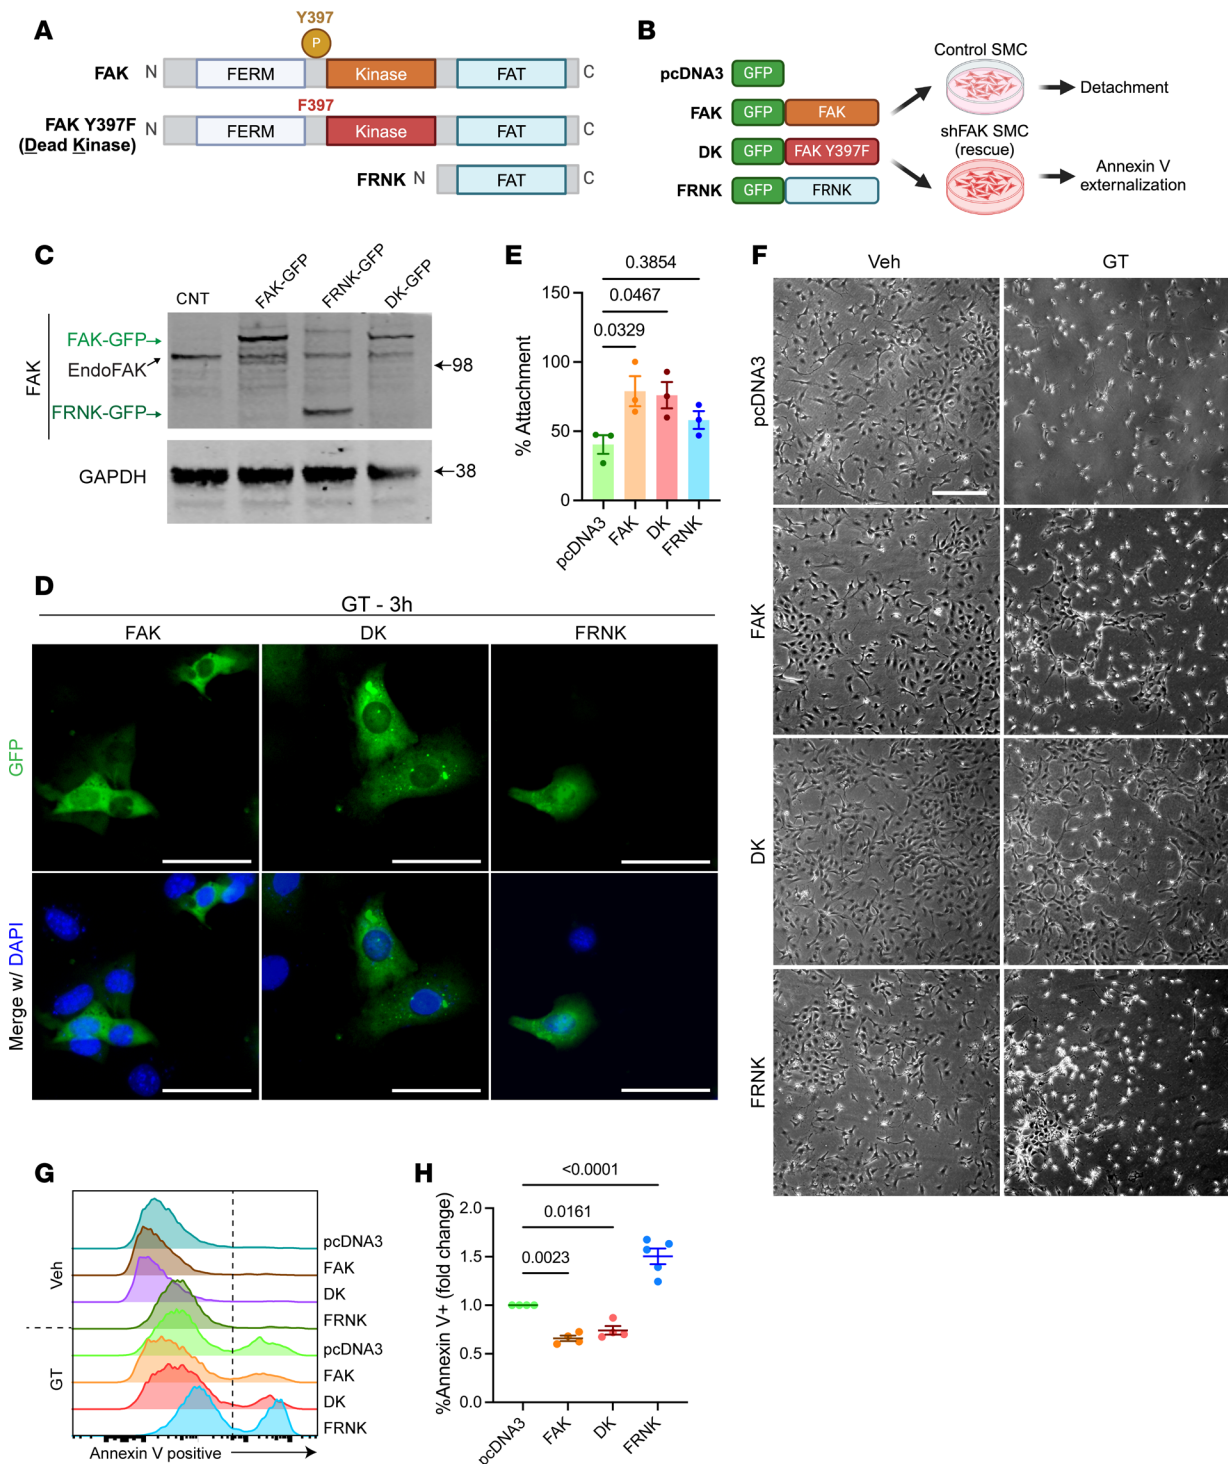 A
Y397
P
FAK N FERM Kinase FAT C
F397
FAK Y397F N FERM Kinase FAT C
(Dead Kinase)
FRNK N FAT C
B
pcDNA3 GFP
FAK GFP FAK
DK GFP FAK Y397F
FRNK GFP FRNK
Control SMC
Detachment
shFAK SMC
(rescue)
Annexin V
externalization
C
CNT FAK-GFP FRNK-GFP DK-GFP
FAK
FAK-GFP
EndoFAK
FRNK-GFP
98
GAPDH
38
D
GT - 3h
FAK DK FRNK
GFP
Merge w/ DAPI
E
0.3854
0.0467
0.0329
150
100
50
0
% Attachment
pcDNA3 FAK DK FRNK
F
Veh GT
pcDNA3
FAK
DK
FRNK
G
Veh
pcDNA3
FAK
DK
FRNK
GT
pcDNA3
FAK
DK
FRNK
Annexin V positive
H
<0.0001
0.0161
0.0023
2.0
1.5
1.0
0.5
0.0
%Annexin V+ (fold change)
pcDNA3 FAK DK FRNK